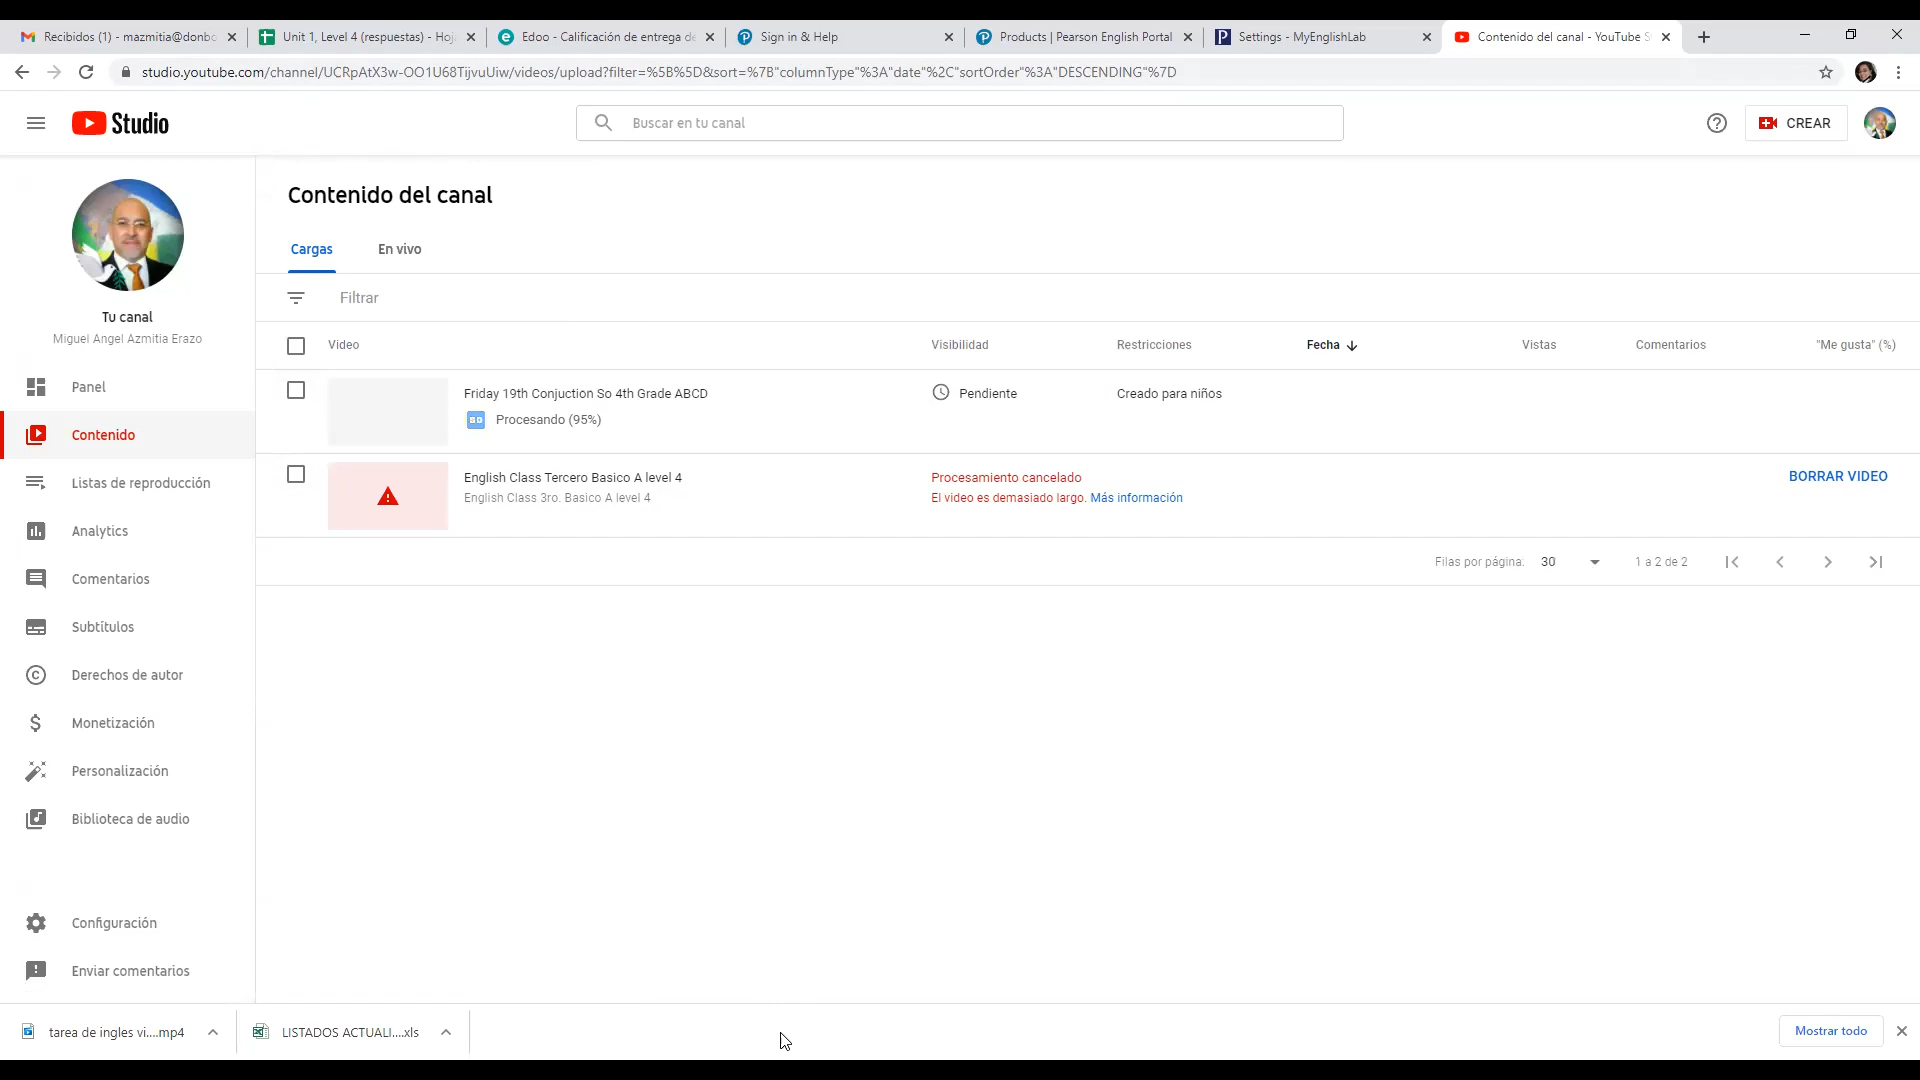 Recibidos (1) - mazmitia@donbo
Unit 1, Level 4 (respuestas) - Hoj
Edoo - Calificación de entrega de
Sign in & Help
Products | Pearson English Portal
Settings - MyEnglishLab
Contenido del canal - YouTube S
studio.youtube.com/channel/UCRpAtX3w-OO1U68TijvuUiw/videos/upload?filter=%5B%5D&sort=%7B"columnType"%3A"date"%2C"sortOrder"%3A"DESCENDING"%7D
Studio
Buscar en tu canal
CREAR
Contenido del canal
Cargas
En vivo
Filtrar
Tu canal
Miguel Angel Azmitia Erazo
Panel
Contenido
Listas de reproducción
Analytics
Comentarios
Subtítulos
Derechos de autor
Monetización
Personalización
Biblioteca de audio
Configuración
Enviar comentarios
Video
Visibilidad
Restricciones
Fecha
Vistas
Comentarios
"Me gusta" (%)
Friday 19th Conjuction So 4th Grade ABCD
Procesando (95%)
Pendiente
Creado para niños
English Class Tercero Basico A level 4
English Class 3ro. Basico A level 4
Procesamiento cancelado
El video es demasiado largo. Más información
BORRAR VIDEO
Filas por página:
30
1 a 2 de 2
tarea de ingles vi....mp4
LISTADOS ACTUALI....xls
Mostrar todo